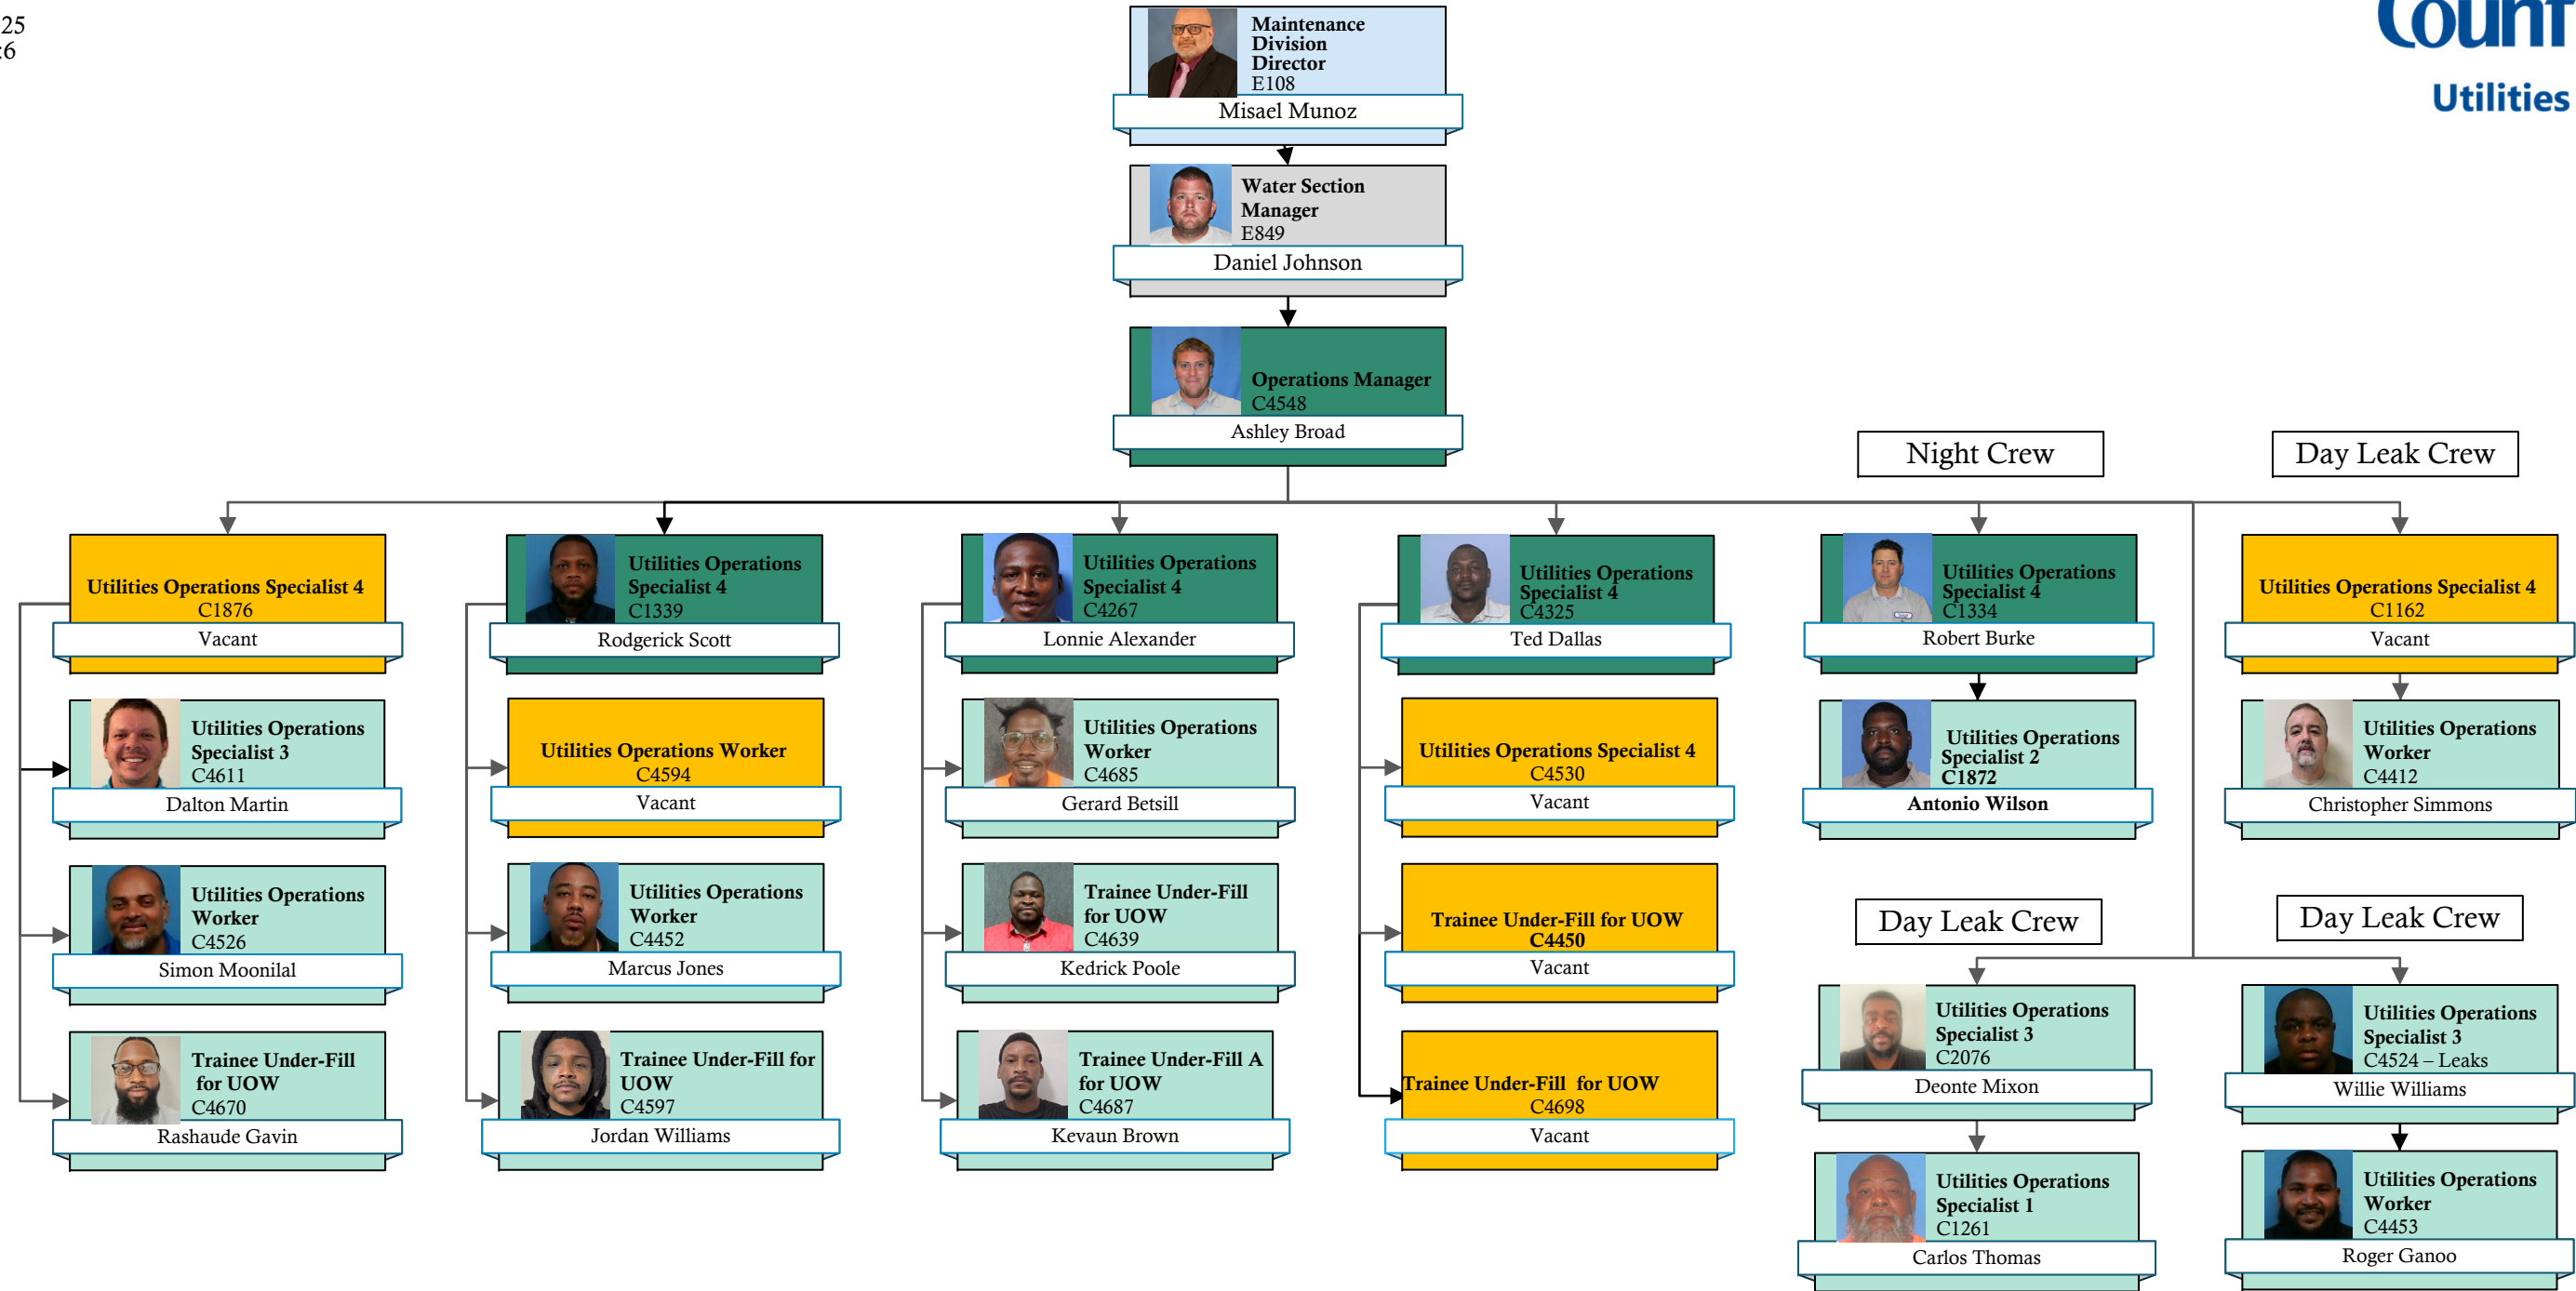 25
:6
Count
Utilities
Maintenance
Division
Director
E108
Misael Munoz
Water Section
Manager
E849
Daniel Johnson
Operations Manager
C4548
Ashley Broad
Night Crew
Day Leak Crew
Utilities Operations Specialist 4
C1876
Vacant
Utilities Operations
Specialist 4
C1339
Rodgerick Scott
Utilities Operations
Specialist 4
C4267
Lonnie Alexander
Utilities Operations
Specialist 4
C4325
Ted Dallas
Utilities Operations
Specialist 4
C1334
Robert Burke
Utilities Operations Specialist 4
C1162
Vacant
Utilities Operations
Specialist 3
C4611
Dalton Martin
Utilities Operations Worker
C4594
Vacant
Utilities Operations
Worker
C4685
Gerard Betsill
Utilities Operations Specialist 4
C4530
Vacant
Utilities Operations
Specialist 2
C1872
Antonio Wilson
Utilities Operations
Worker
C4412
Christopher Simmons
Utilities Operations
Worker
C4526
Simon Moonilal
Utilities Operations
Worker
C4452
Marcus Jones
Trainee Under-Fill
for UOW
C4639
Kedrick Poole
Trainee Under-Fill for UOW
C4450
Vacant
Day Leak Crew
Day Leak Crew
Trainee Under-Fill
for UOW
C4670
Rashaude Gavin
Trainee Under-Fill for
UOW
C4597
Jordan Williams
Trainee Under-Fill A
for UOW
C4687
Kevaun Brown
Trainee Under-Fill for UOW
C4698
Vacant
Utilities Operations
Specialist 3
C2076
Deonte Mixon
Utilities Operations
Specialist 3
C4524 – Leaks
Willie Williams
Utilities Operations
Specialist 1
C1261
Carlos Thomas
Utilities Operations
Worker
C4453
Roger Ganoo